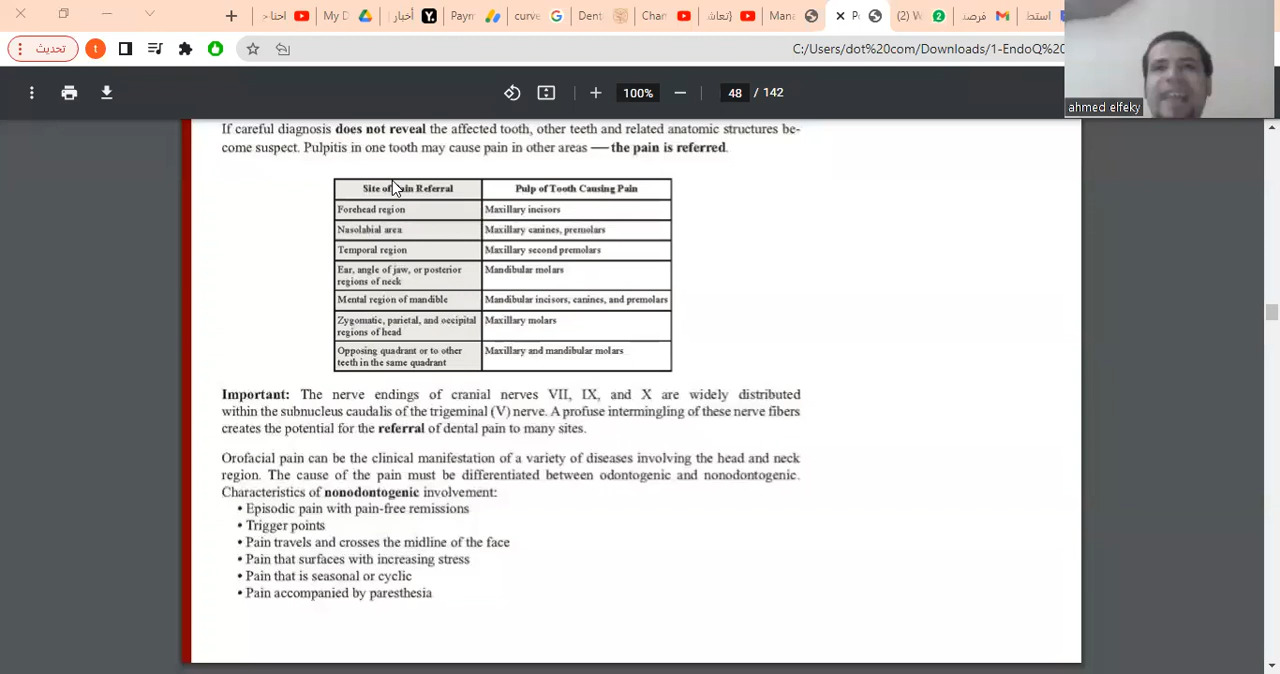 احنا
My D
أخبار
Paym
curve
Dent
Chan
(تعاش
Mana
Po
(2) W
فرصت
استط
تحديث
C:/Users/dot%20com/Downloads/1-EndoQ%20
48 / 142
100%
ahmed elfeky
If careful diagnosis does not reveal the affected tooth, other teeth and related anatomic structures be-
come suspect. Pulpitis in one tooth may cause pain in other areas —the pain is referred.
Site of Pain Referral | Pulp of Tooth Causing Pain
Forehead region | Maxillary incisors
Nasolabial area | Maxillary canines, premolars
Temporal region | Maxillary second premolars
Ear, angle of jaw, or posterior | Mandibular molars
regions of neck
Mental region of mandible | Mandibular incisors, canines, and premolars
Zygomatic, parietal, and occipital | Maxillary molars
regions of head
Opposing quadrant or to other | Maxillary and mandibular molars
teeth in the same quadrant
Important: The nerve endings of cranial nerves VII, IX, and X are widely distributed
within the subnucleus caudalis of the trigeminal (V) nerve. A profuse intermingling of these nerve fibers
creates the potential for the referral of dental pain to many sites.
Orofacial pain can be the clinical manifestation of a variety of diseases involving the head and neck
region. The cause of the pain must be differentiated between odontogenic and nonodontogenic.
Characteristics of nonodontogenic involvement:
• Episodic pain with pain-free remissions
• Trigger points
• Pain travels and crosses the midline of the face
• Pain that surfaces with increasing stress
• Pain that is seasonal or cyclic
• Pain accompanied by paresthesia